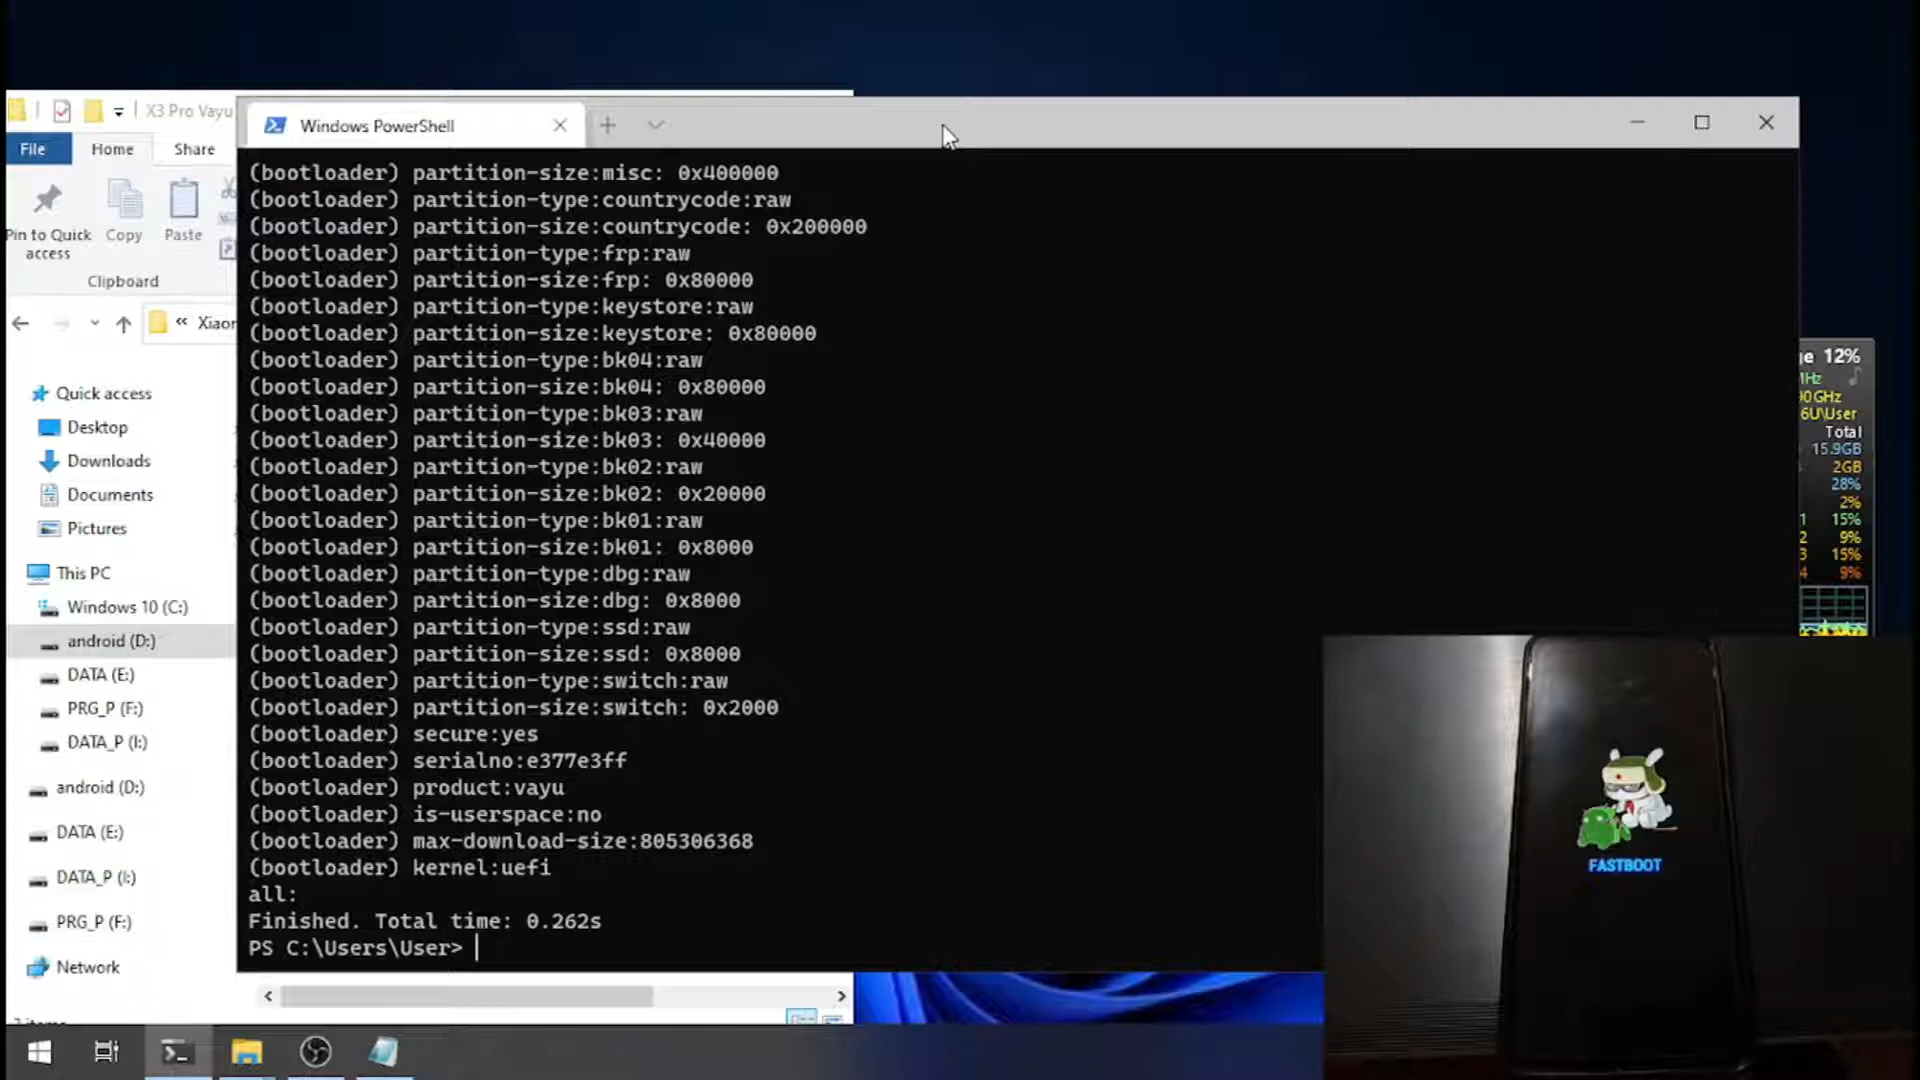 X3 Pro Vayu
Windows PowerShell
File
Home
Share
Pin to Quick
access
Copy
Paste
Clipboard
« Xiaor
Quick access
Desktop
Downloads
Documents
Pictures
This PC
Windows 10 (C:)
android (D:)
DATA (E:)
PRG_P (F:)
DATA_P (I:)
android (D:)
DATA (E:)
DATA_P (I:)
PRG_P (F:)
Network
(bootloader) partition-size:misc: 0x400000
(bootloader) partition-type:countrycode:raw
(bootloader) partition-size:countrycode: 0x200000
(bootloader) partition-type:frp:raw
(bootloader) partition-size:frp: 0x80000
(bootloader) partition-type:keystore:raw
(bootloader) partition-size:keystore: 0x80000
(bootloader) partition-type:bk04:raw
(bootloader) partition-size:bk04: 0x80000
(bootloader) partition-type:bk03:raw
(bootloader) partition-size:bk03: 0x40000
(bootloader) partition-type:bk02:raw
(bootloader) partition-size:bk02: 0x20000
(bootloader) partition-type:bk01:raw
(bootloader) partition-size:bk01: 0x8000
(bootloader) partition-type:dbg:raw
(bootloader) partition-size:dbg: 0x8000
(bootloader) partition-type:ssd:raw
(bootloader) partition-size:ssd: 0x8000
(bootloader) partition-type:switch:raw
(bootloader) partition-size:switch: 0x2000
(bootloader) secure:yes
(bootloader) serialno:e377e3ff
(bootloader) product:vayu
(bootloader) is-userspace:no
(bootloader) max-download-size:805306368
(bootloader) kernel:uefi
all:
Finished. Total time: 0.262s
PS C:\Users\User>
ge 12%
MHz
00GHz
6U\User
Total
15.9GB
2GB
28%
2%
1 15%
2 9%
3 15%
4 9%
FASTBOOT